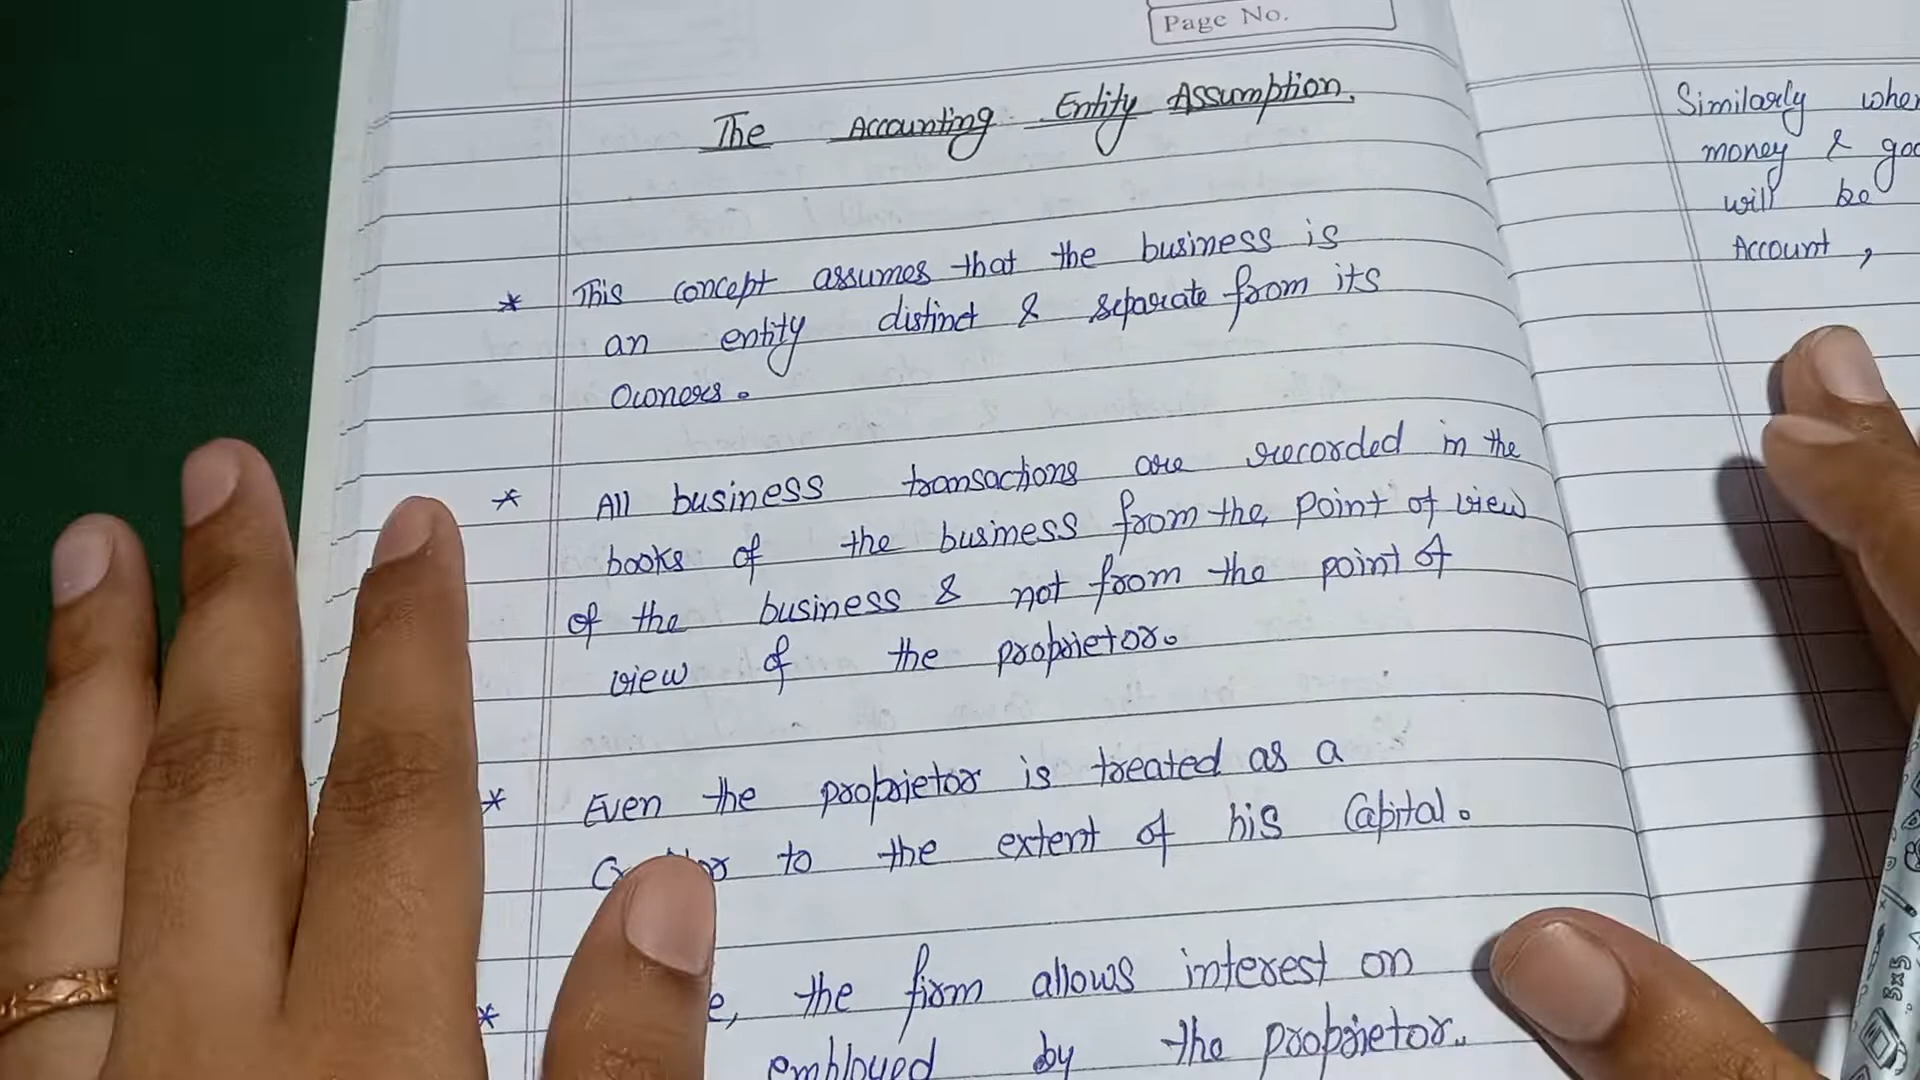 Page No.
The Accounting Entity Assumption.
* This concept assumes that the business is
an entity distinct & separate from its
Owners.
* All business transactions are recorded in the
books of the business from the point of view
of the business & not from the point of
view of the proprietor.
* Even the proprietor is treated as a
to the extent of his Capital.
* the firm allows interest on
employed by the proprietor.
Similarly
money &
will be
Account,